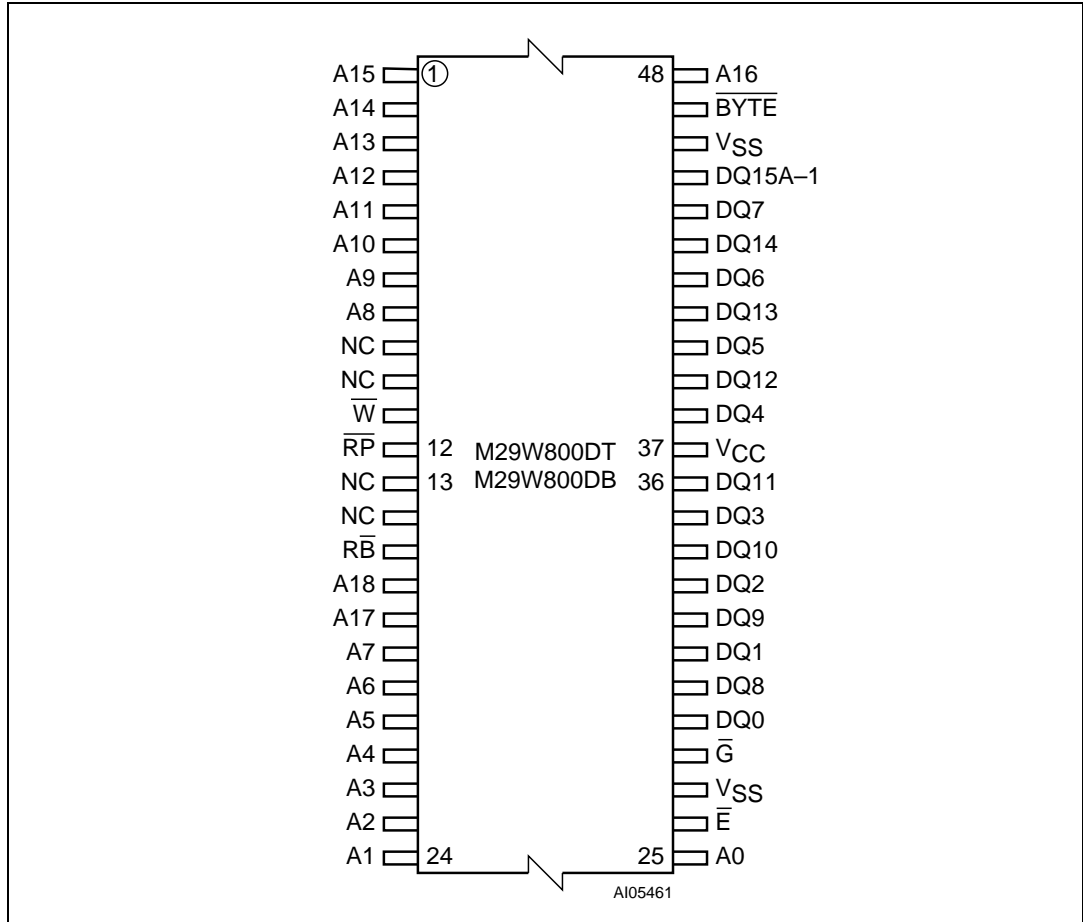 A15 1 48 A16
A14 B̅Y̅T̅E̅
A13 VSS
A12 DQ15A–1
A11 DQ7
A10 DQ14
A9 DQ6
A8 DQ13
NC DQ5
NC DQ12
W̅ DQ4
R̅P̅ 12 M29W800DT 37 VCC
NC 13 M29W800DB 36 DQ11
NC DQ3
RB̅ DQ10
A18 DQ2
A17 DQ9
A7 DQ1
A6 DQ8
A5 DQ0
A4 G̅
A3 VSS
A2 E̅
A1 24 25 A0
AI05461